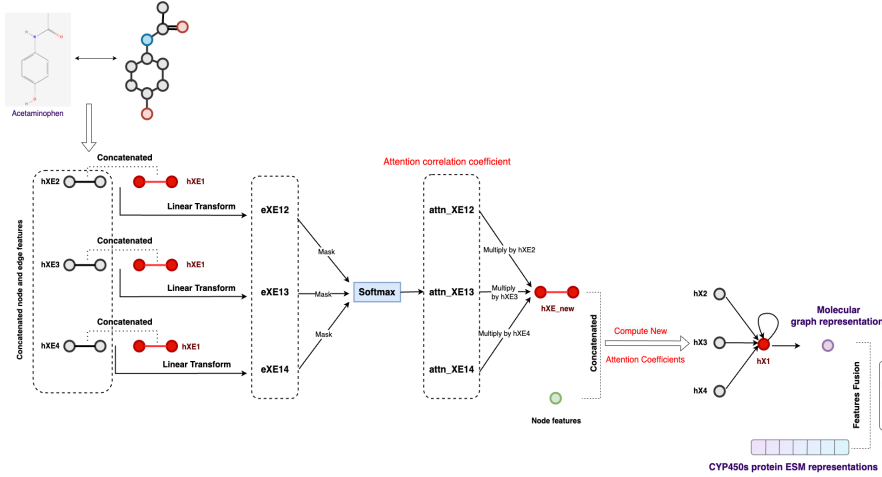 Acetaminophen
Attention correlation coefficient
Concatenated
hXE2
hXE1
Linear Transform
Concatenated
hXE3
hXE1
Linear Transform
Concatenated
hXE4
hXE1
Linear Transform
Concatenated node and edge features
eXE12
eXE13
eXE14
Mask
Mask
Mask
Softmax
attn_XE12
attn_XE13
attn_XE14
Multiply by hXE2
Multiply
by hXE3
Multiply by hXE4
hXE_new
Concatenated
Node features
Compute New
Attention Coefficients
hX2
hX3
hX4
hX1
Molecular
graph representation
Features Fusion
CYP450s protein ESM representations